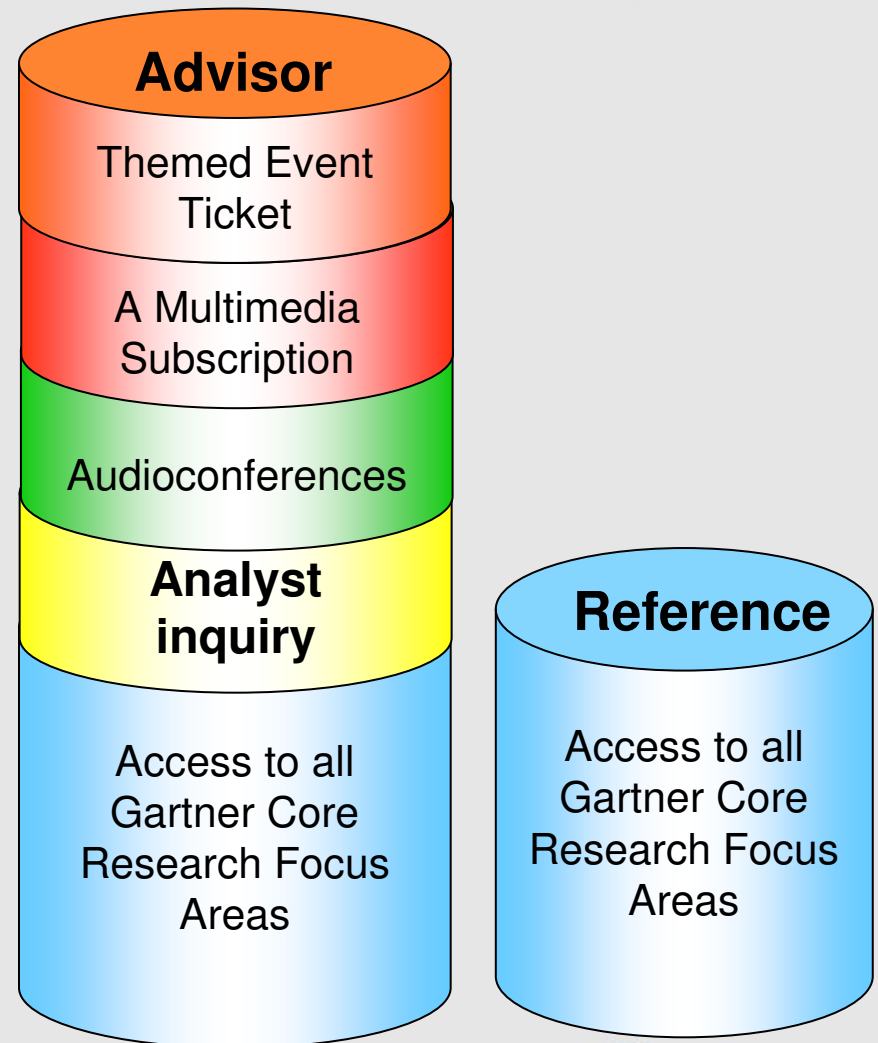 Advisor
Themed Event
Ticket
A Multimedia
Subscription
Audioconferences
Analyst
inquiry
Access to all
Gartner Core
Research Focus
Areas
Reference
Access to all
Gartner Core
Research Focus
Areas